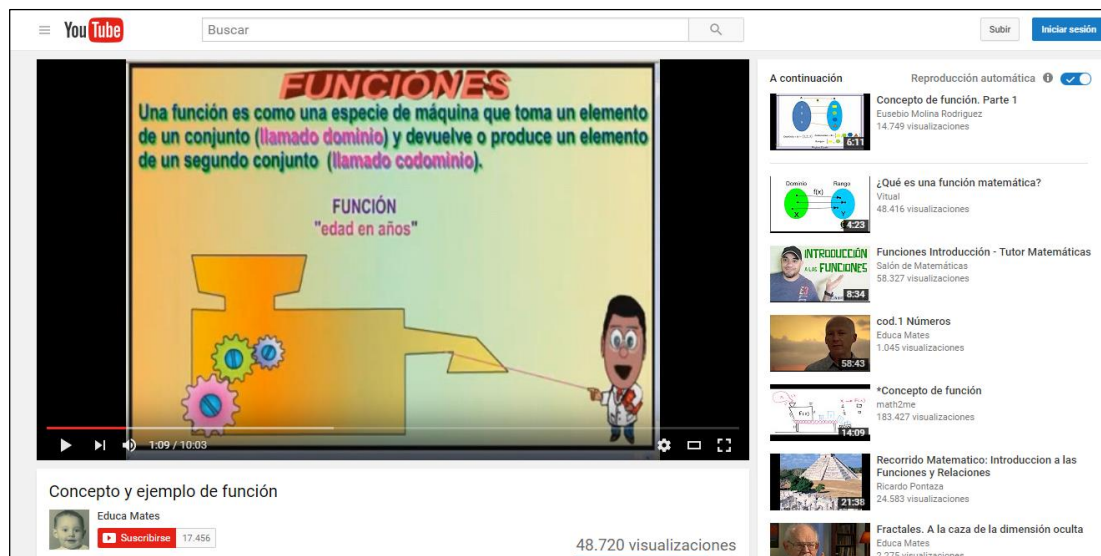 YouTube
Buscar
Subir
Iniciar sesión
FUNCIONES
Una función es como una especie de máquina que toma un elemento
de un conjunto (llamado dominio) y devuelve o produce un elemento
de un segundo conjunto (llamado codominio).
FUNCIÓN
"edad en años"
1:09 / 10:03
Concepto y ejemplo de función
Educa Mates
Suscribirse 17.456
48.720 visualizaciones
A continuación
Reproducción automática
6:11
Concepto de función. Parte 1
Eusebio Molina Rodriguez
14.749 visualizaciones
Dominio Rango
f(x)
X Y
4:23
¿Qué es una función matemática?
Vitual
48.416 visualizaciones
INTRODUCCIÓN
A LAS FUNCIONES
8:34
Funciones Introducción - Tutor Matemáticas
Salón de Matemáticas
58.327 visualizaciones
58:43
cod.1 Números
Educa Mates
1.045 visualizaciones
14:09
*Concepto de función
math2me
183.427 visualizaciones
21:38
Recorrido Matematico: Introduccion a las
Funciones y Relaciones
Ricardo Pontaza
24.583 visualizaciones
Fractales. A la caza de la dimensión oculta
Educa Mates
2.275 visualizaciones